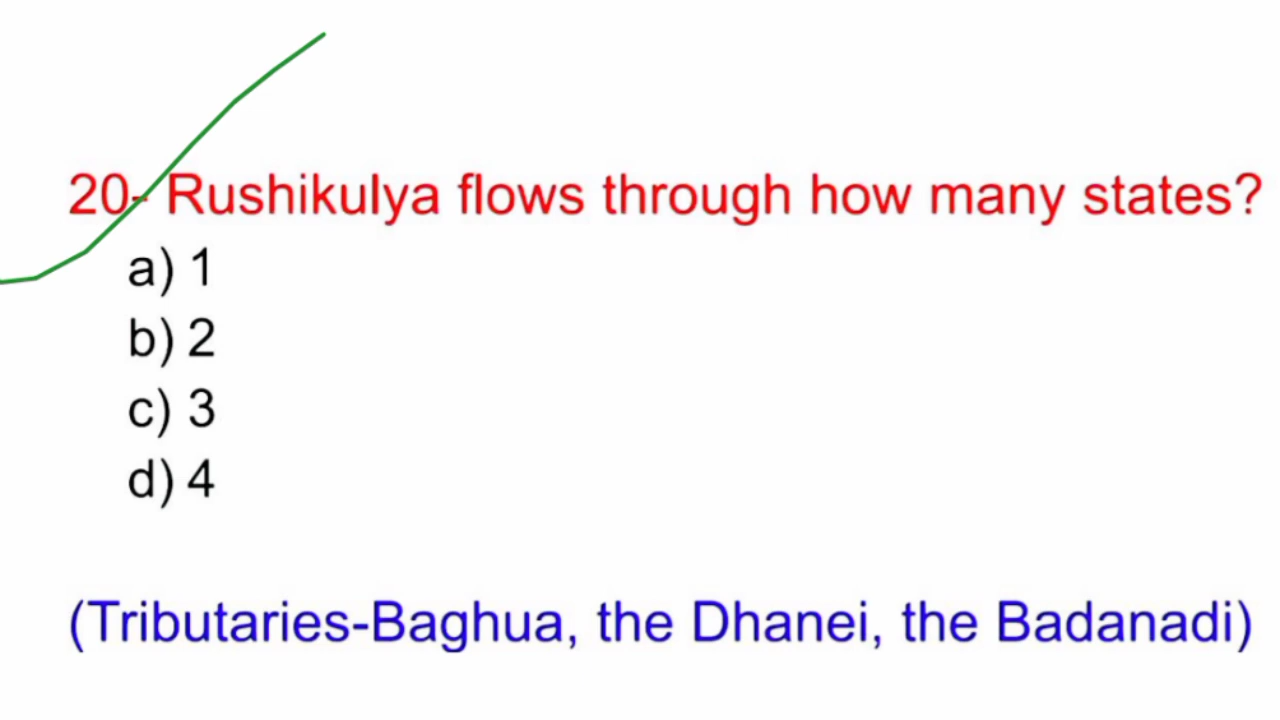 20- Rushikulya flows through how many states?
a) 1
b) 2
c) 3
d) 4
(Tributaries-Baghua, the Dhanei, the Badanadi)